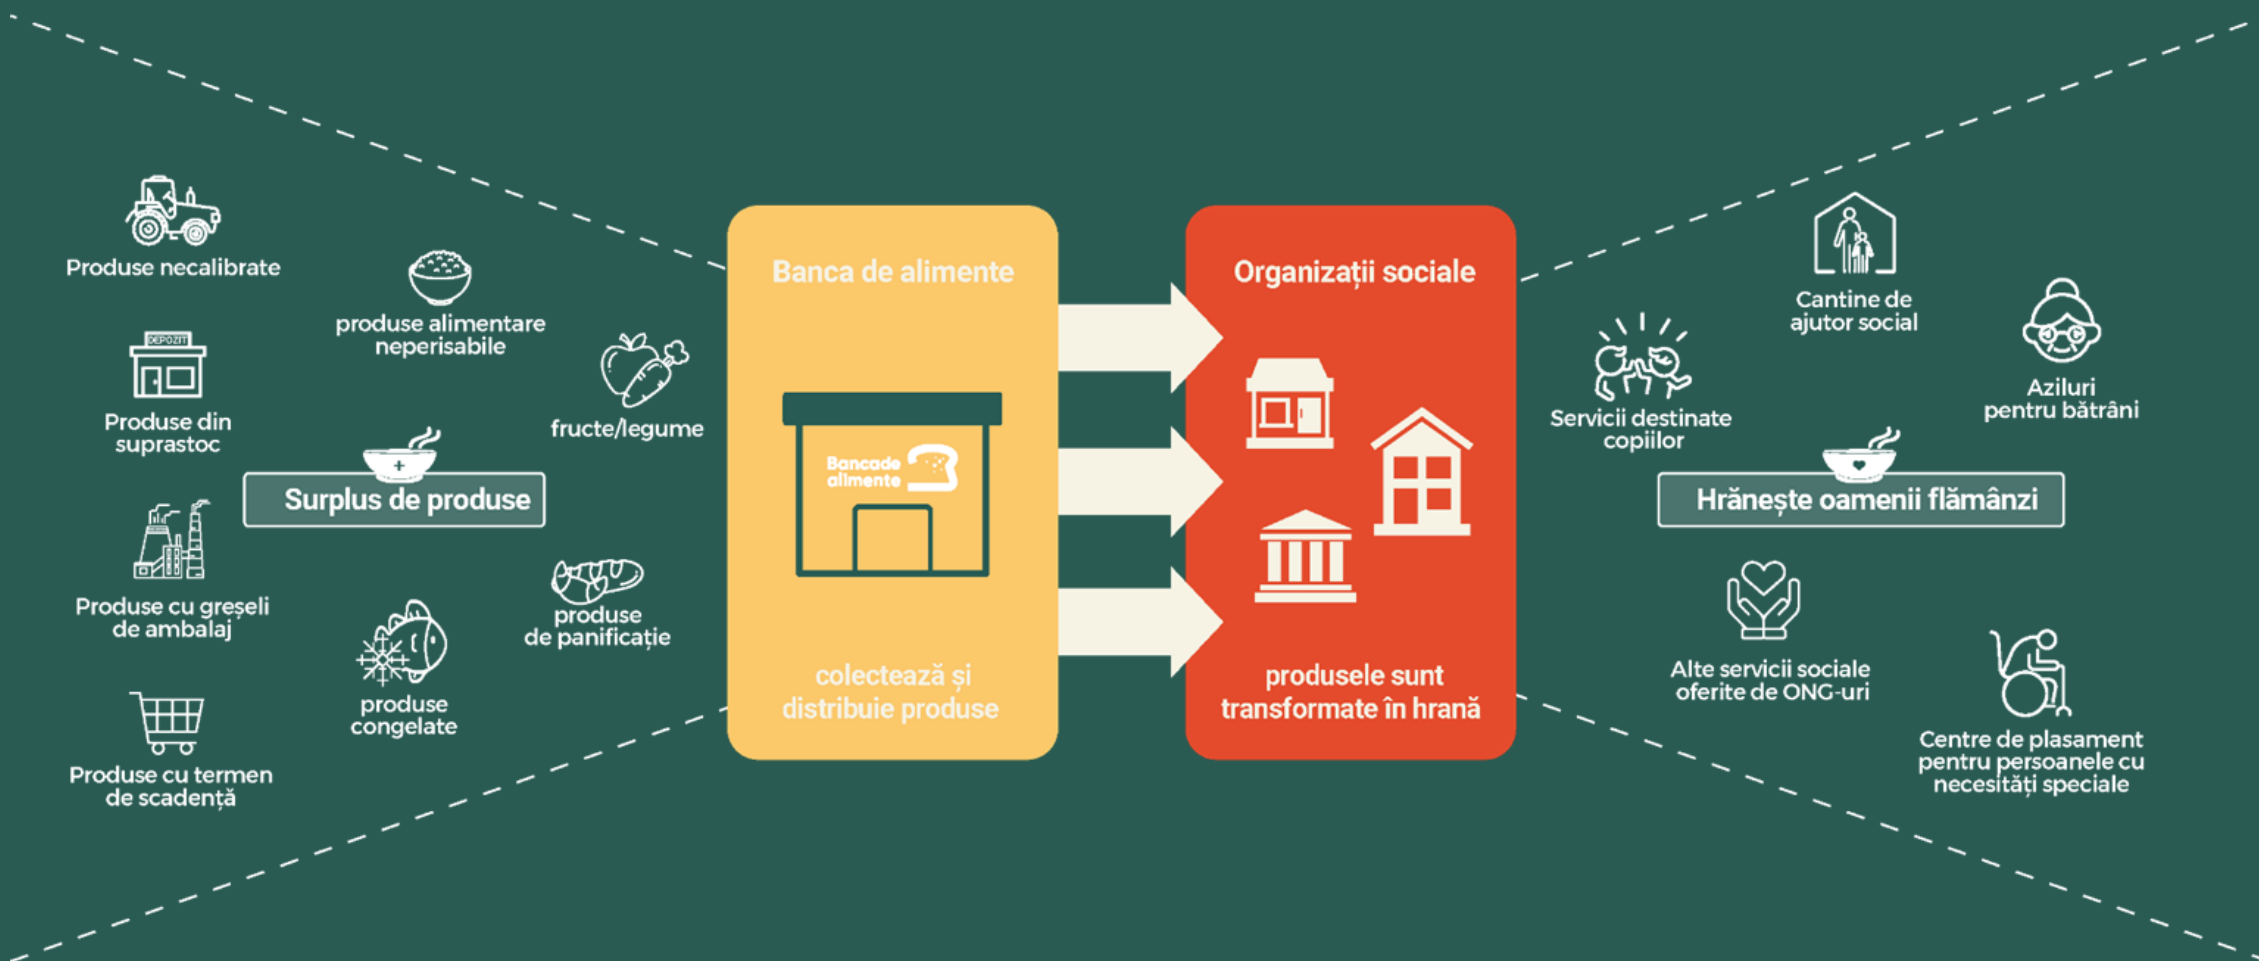 Produse necalibrate
produse alimentare
neperisabile
DEPOZIT
Produse din
suprastoc
fructe/legume
Surplus de produse
Produse cu greșeli
de ambalaj
produse
de panificație
produse
congelate
Produse cu termen
de scadență
Banca de alimente
Bancade
alimente
colectează și
distribuie produse
Organizații sociale
produsele sunt
transformate în hrană
Cantine de
ajutor social
Servicii destinate
copiilor
Aziluri
pentru bătrâni
Hrănește oamenii flămânzi
Alte servicii sociale
oferite de ONG-uri
Centre de plasament
pentru persoanele cu
necesități speciale